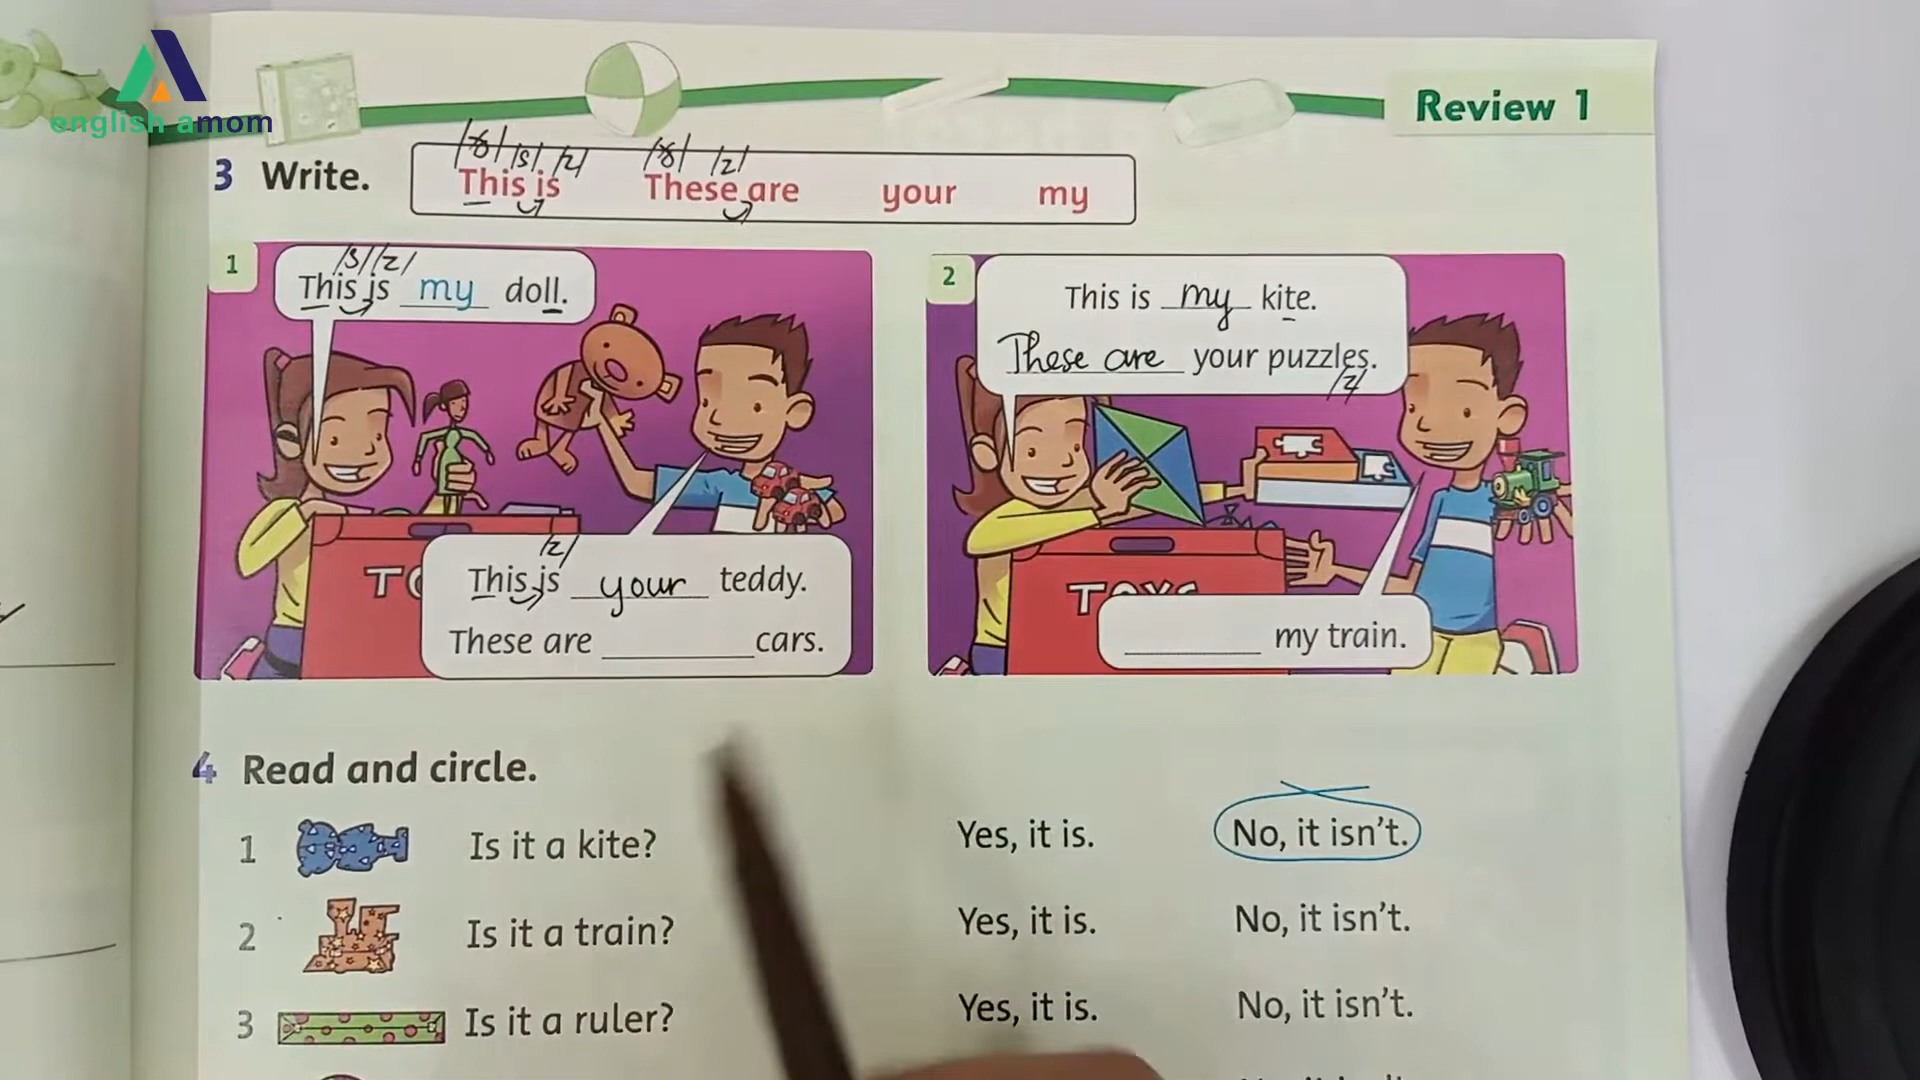 english amom
Review 1
3 Write.
/ð/ /s/ /z/ /ð/ /z/
This is These are your my
1
/s/ /z/
This is my doll.
/z/
This is your teddy.
These are ________ cars.
2
This is my kite.
These are your puzzles.
/z/
TOYS
________ my train.
4 Read and circle.
1 Is it a kite? Yes, it is. No, it isn't.
2 Is it a train? Yes, it is. No, it isn't.
3 Is it a ruler? Yes, it is. No, it isn't.